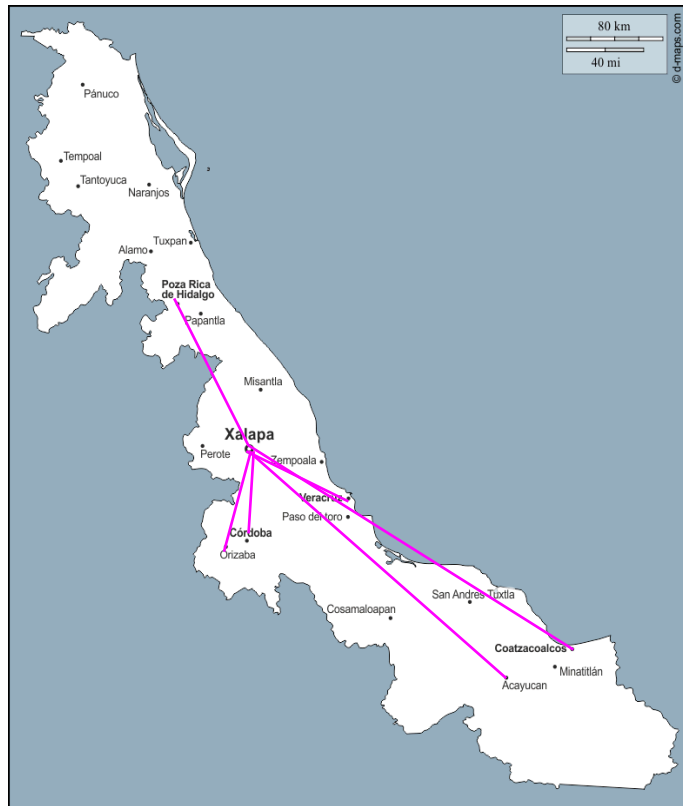 80 km
40 mi
© d-maps.com
Pánuco
Tempoal
Tantoyuca
Naranjos
Tuxpan
Alamo
Poza Rica
de Hidalgo
Papantla
Misantla
Xalapa
Perote
Zempoala
Veracruz
Paso del toro
Córdoba
Orizaba
San Andres Tuxtla
Cosamaloapan
Coatzacoalcos
Minatitlán
Acayucan